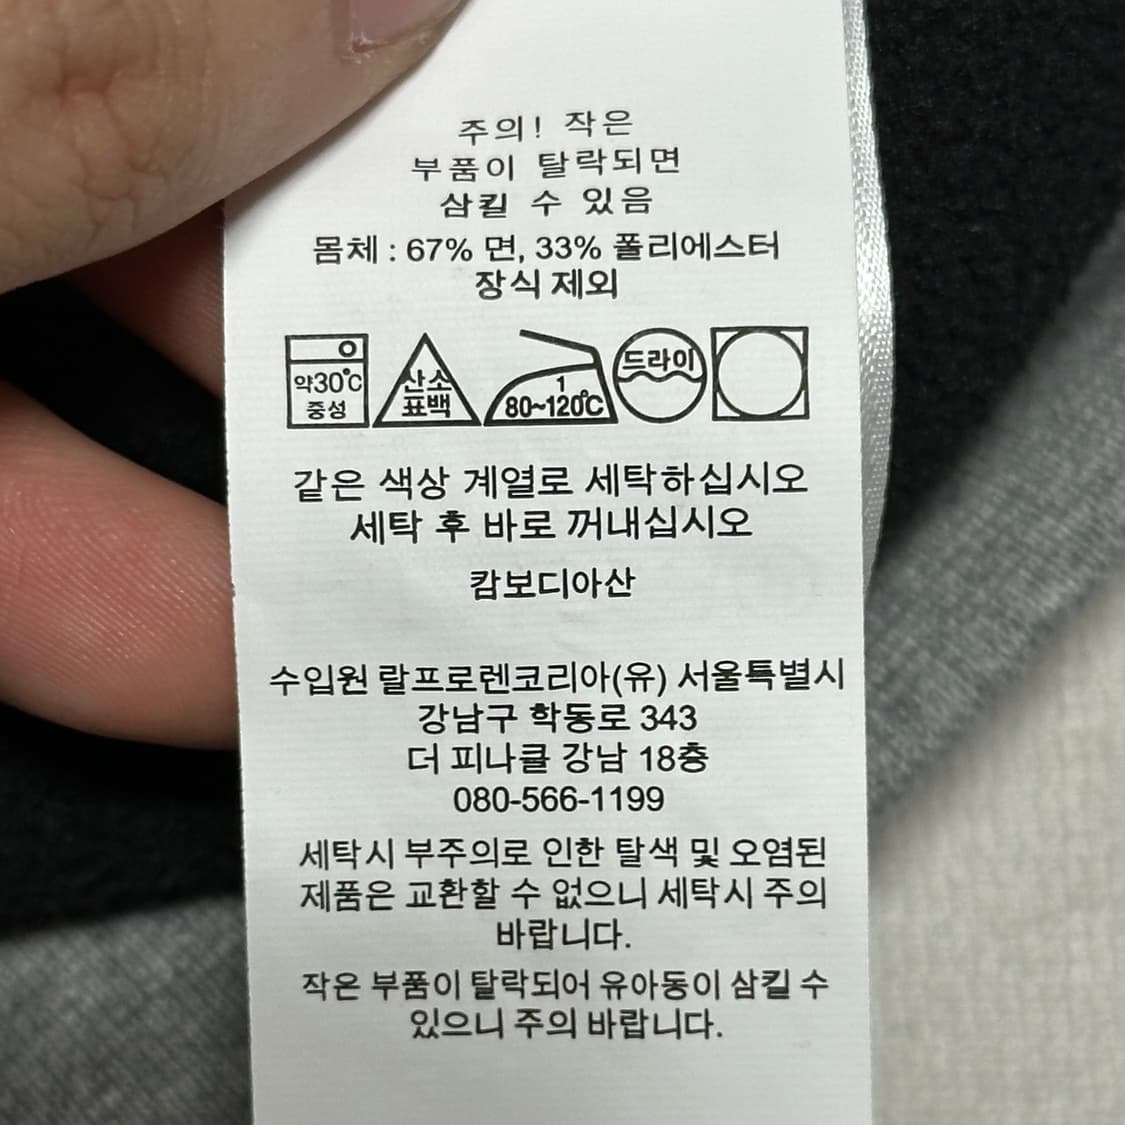 주의! 작은
부품이 탈락되면
삼킬 수 있음
몸체 : 67% 면, 33% 폴리에스터
장식 제외
약30℃
중성
산소
표백
1
80~120℃
드라이
같은 색상 계열로 세탁하십시오
세탁 후 바로 꺼내십시오
캄보디아산
수입원 랄프로렌코리아(유) 서울특별시
강남구 학동로 343
더 피나클 강남 18층
080-566-1199
세탁시 부주의로 인한 탈색 및 오염된
제품은 교환할 수 없으니 세탁시 주의
바랍니다.
작은 부품이 탈락되어 유아동이 삼킬 수
있으니 주의 바랍니다.